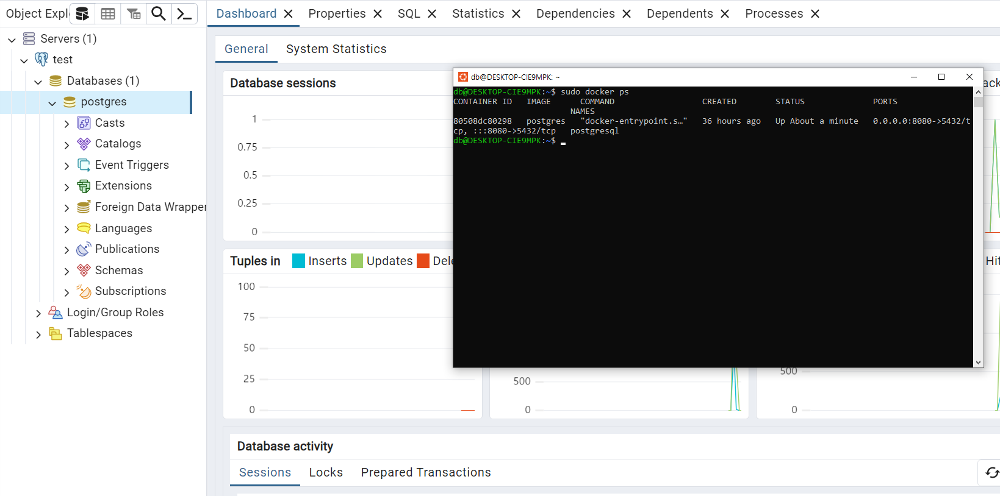 Object Expl
Dashboard
Properties
SQL
Statistics
Dependencies
Dependents
Processes
Servers (1)
test
Databases (1)
postgres
Casts
Catalogs
Event Triggers
Extensions
Foreign Data Wrapper
Languages
Publications
Schemas
Subscriptions
Login/Group Roles
Tablespaces
General
System Statistics
Database sessions
1
0.75
0.5
0.25
0
db@DESKTOP-CIE9MPK: ~
db@DESKTOP-CIE9MPK:~$ sudo docker ps
CONTAINER ID IMAGE COMMAND CREATED STATUS PORTS
NAMES
80508dc80298 postgres "docker-entrypoint.s…" 36 hours ago Up About a minute 0.0.0.0:8080->5432/t
cp, :::8080->5432/tcp postgresql
db@DESKTOP-CIE9MPK:~$
ack
Tuples in Inserts Updates Dele
100
75
50
25
0
500
0
Hit
500
0
Database activity
Sessions
Locks
Prepared Transactions